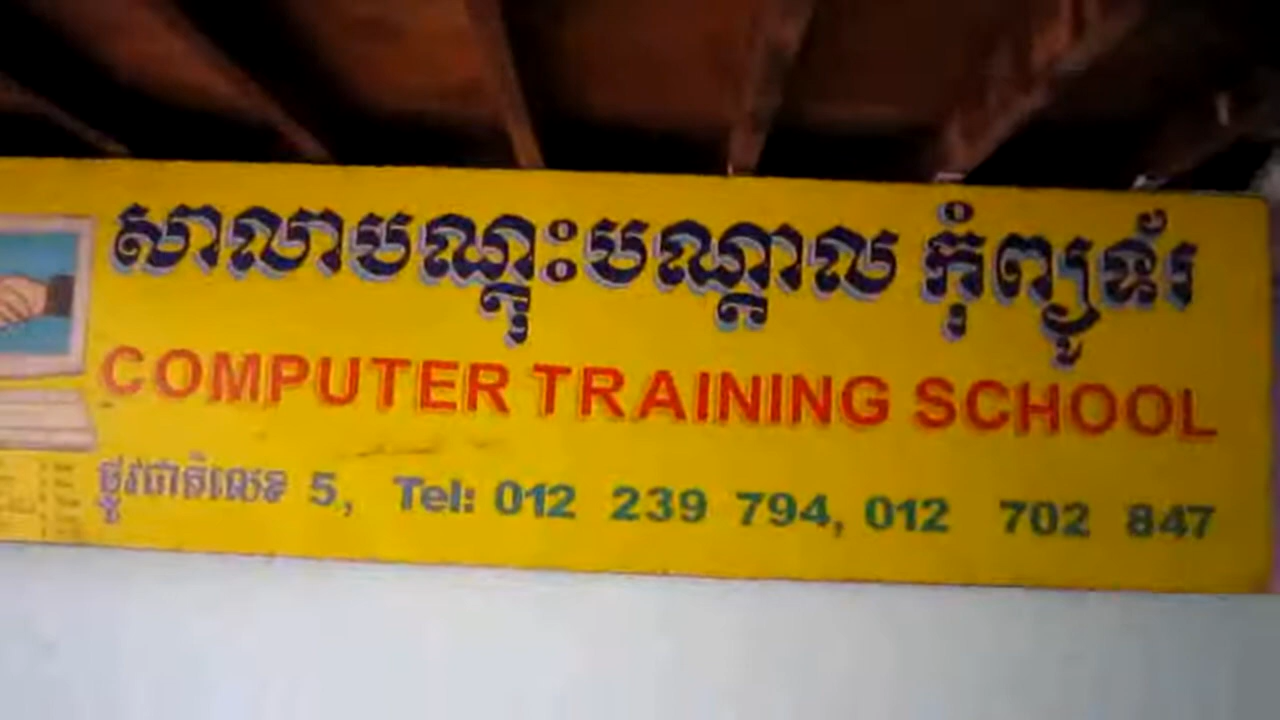 សាលាបណ្ដុះបណ្ដាល កុំព្យូទ័រ
COMPUTER TRAINING SCHOOL
ផ្លូវជាតិលេខ 5, Tel: 012 239 794, 012 702 847